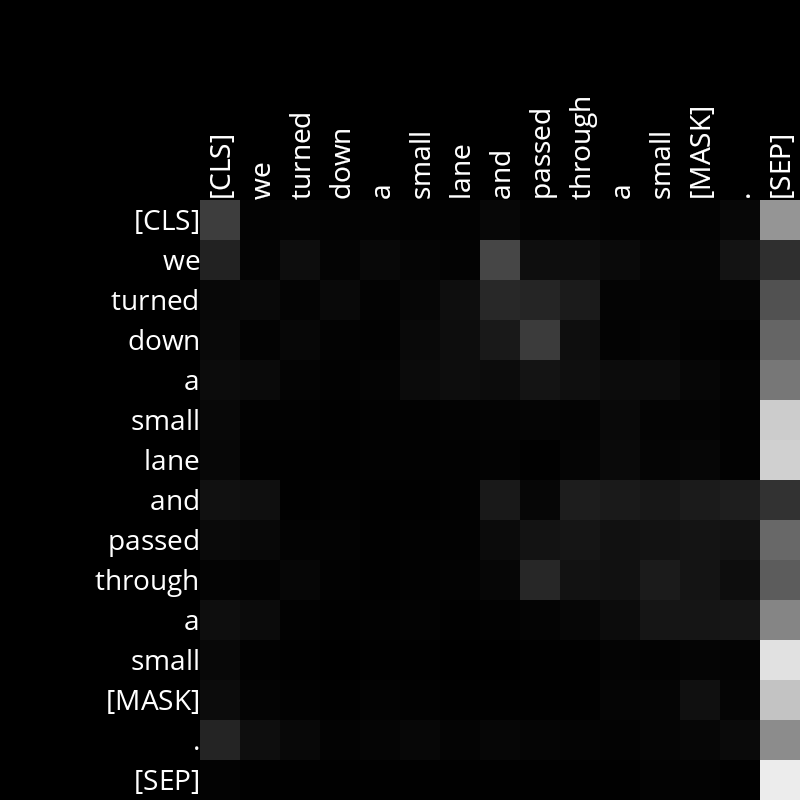 [CLS] we turned down a small lane and passed through a small [MASK] . [SEP]
[CLS]
we
turned
down
a
small
lane
and
passed
through
a
small
[MASK]
.
[SEP]